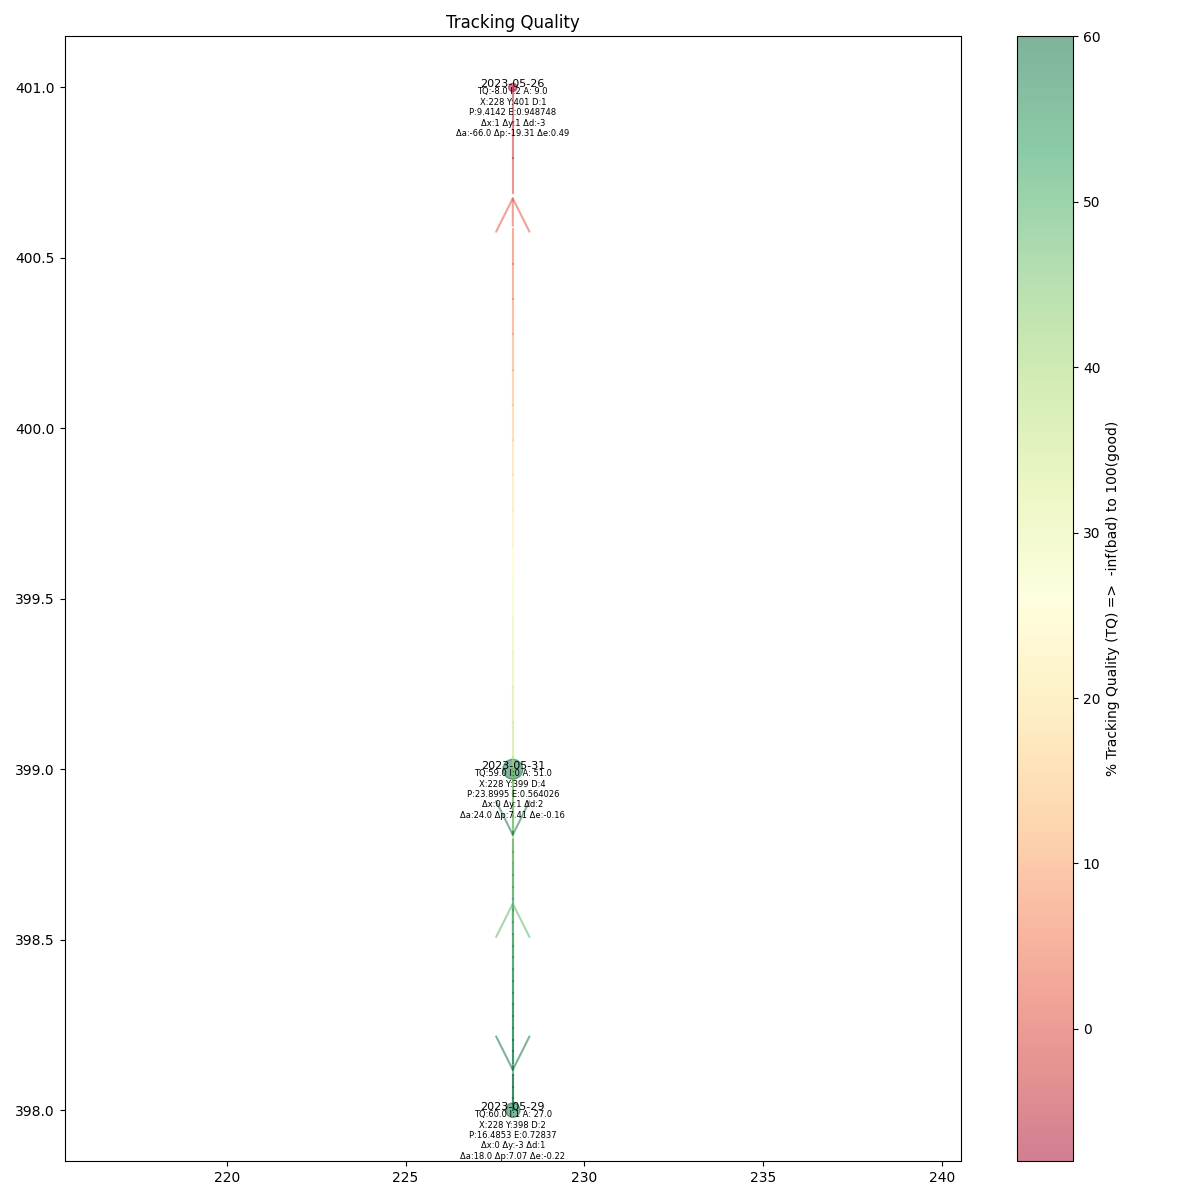 Tracking Quality
401.0
400.5
400.0
399.5
399.0
398.5
398.0
220
225
230
235
240
2023-05-26
TQ:-8.0 I:2 A: 9.0
X:228 Y:401 D:1
P:9.4142 E:0.948748
Δx:1 Δy:1 Δd:-3
Δa:-66.0 Δp:-19.31 Δe:0.49
2023-05-31
TQ:59.0 I:0 A: 51.0
X:228 Y:399 D:4
P:23.8995 E:0.564026
Δx:0 Δy:1 Δd:2
Δa:24.0 Δp:7.41 Δe:-0.16
2023-05-29
TQ:60.0 A: 27.0
X:228 Y:398 D:2
P:16.4853 E:0.72837
Δx:0 Δy:-3 Δd:1
Δa:18.0 Δp:7.07 Δe:-0.22
60
50
40
30
20
10
0
% Tracking Quality (TQ) => -inf(bad) to 100(good)